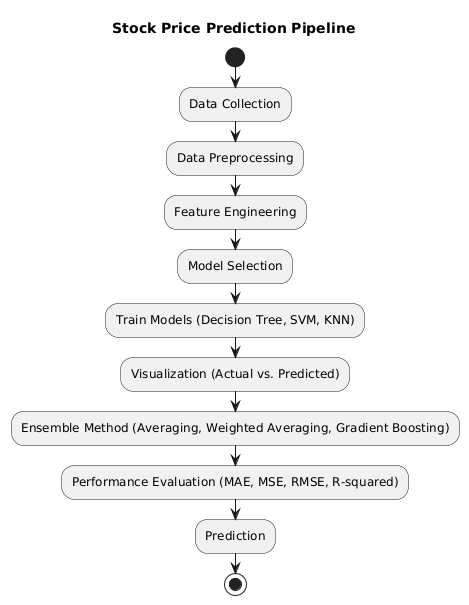 Stock Price Prediction Pipeline
Data Collection
Data Preprocessing
Feature Engineering
Model Selection
Train Models (Decision Tree, SVM, KNN)
Visualization (Actual vs. Predicted)
Ensemble Method (Averaging, Weighted Averaging, Gradient Boosting)
Performance Evaluation (MAE, MSE, RMSE, R-squared)
Prediction